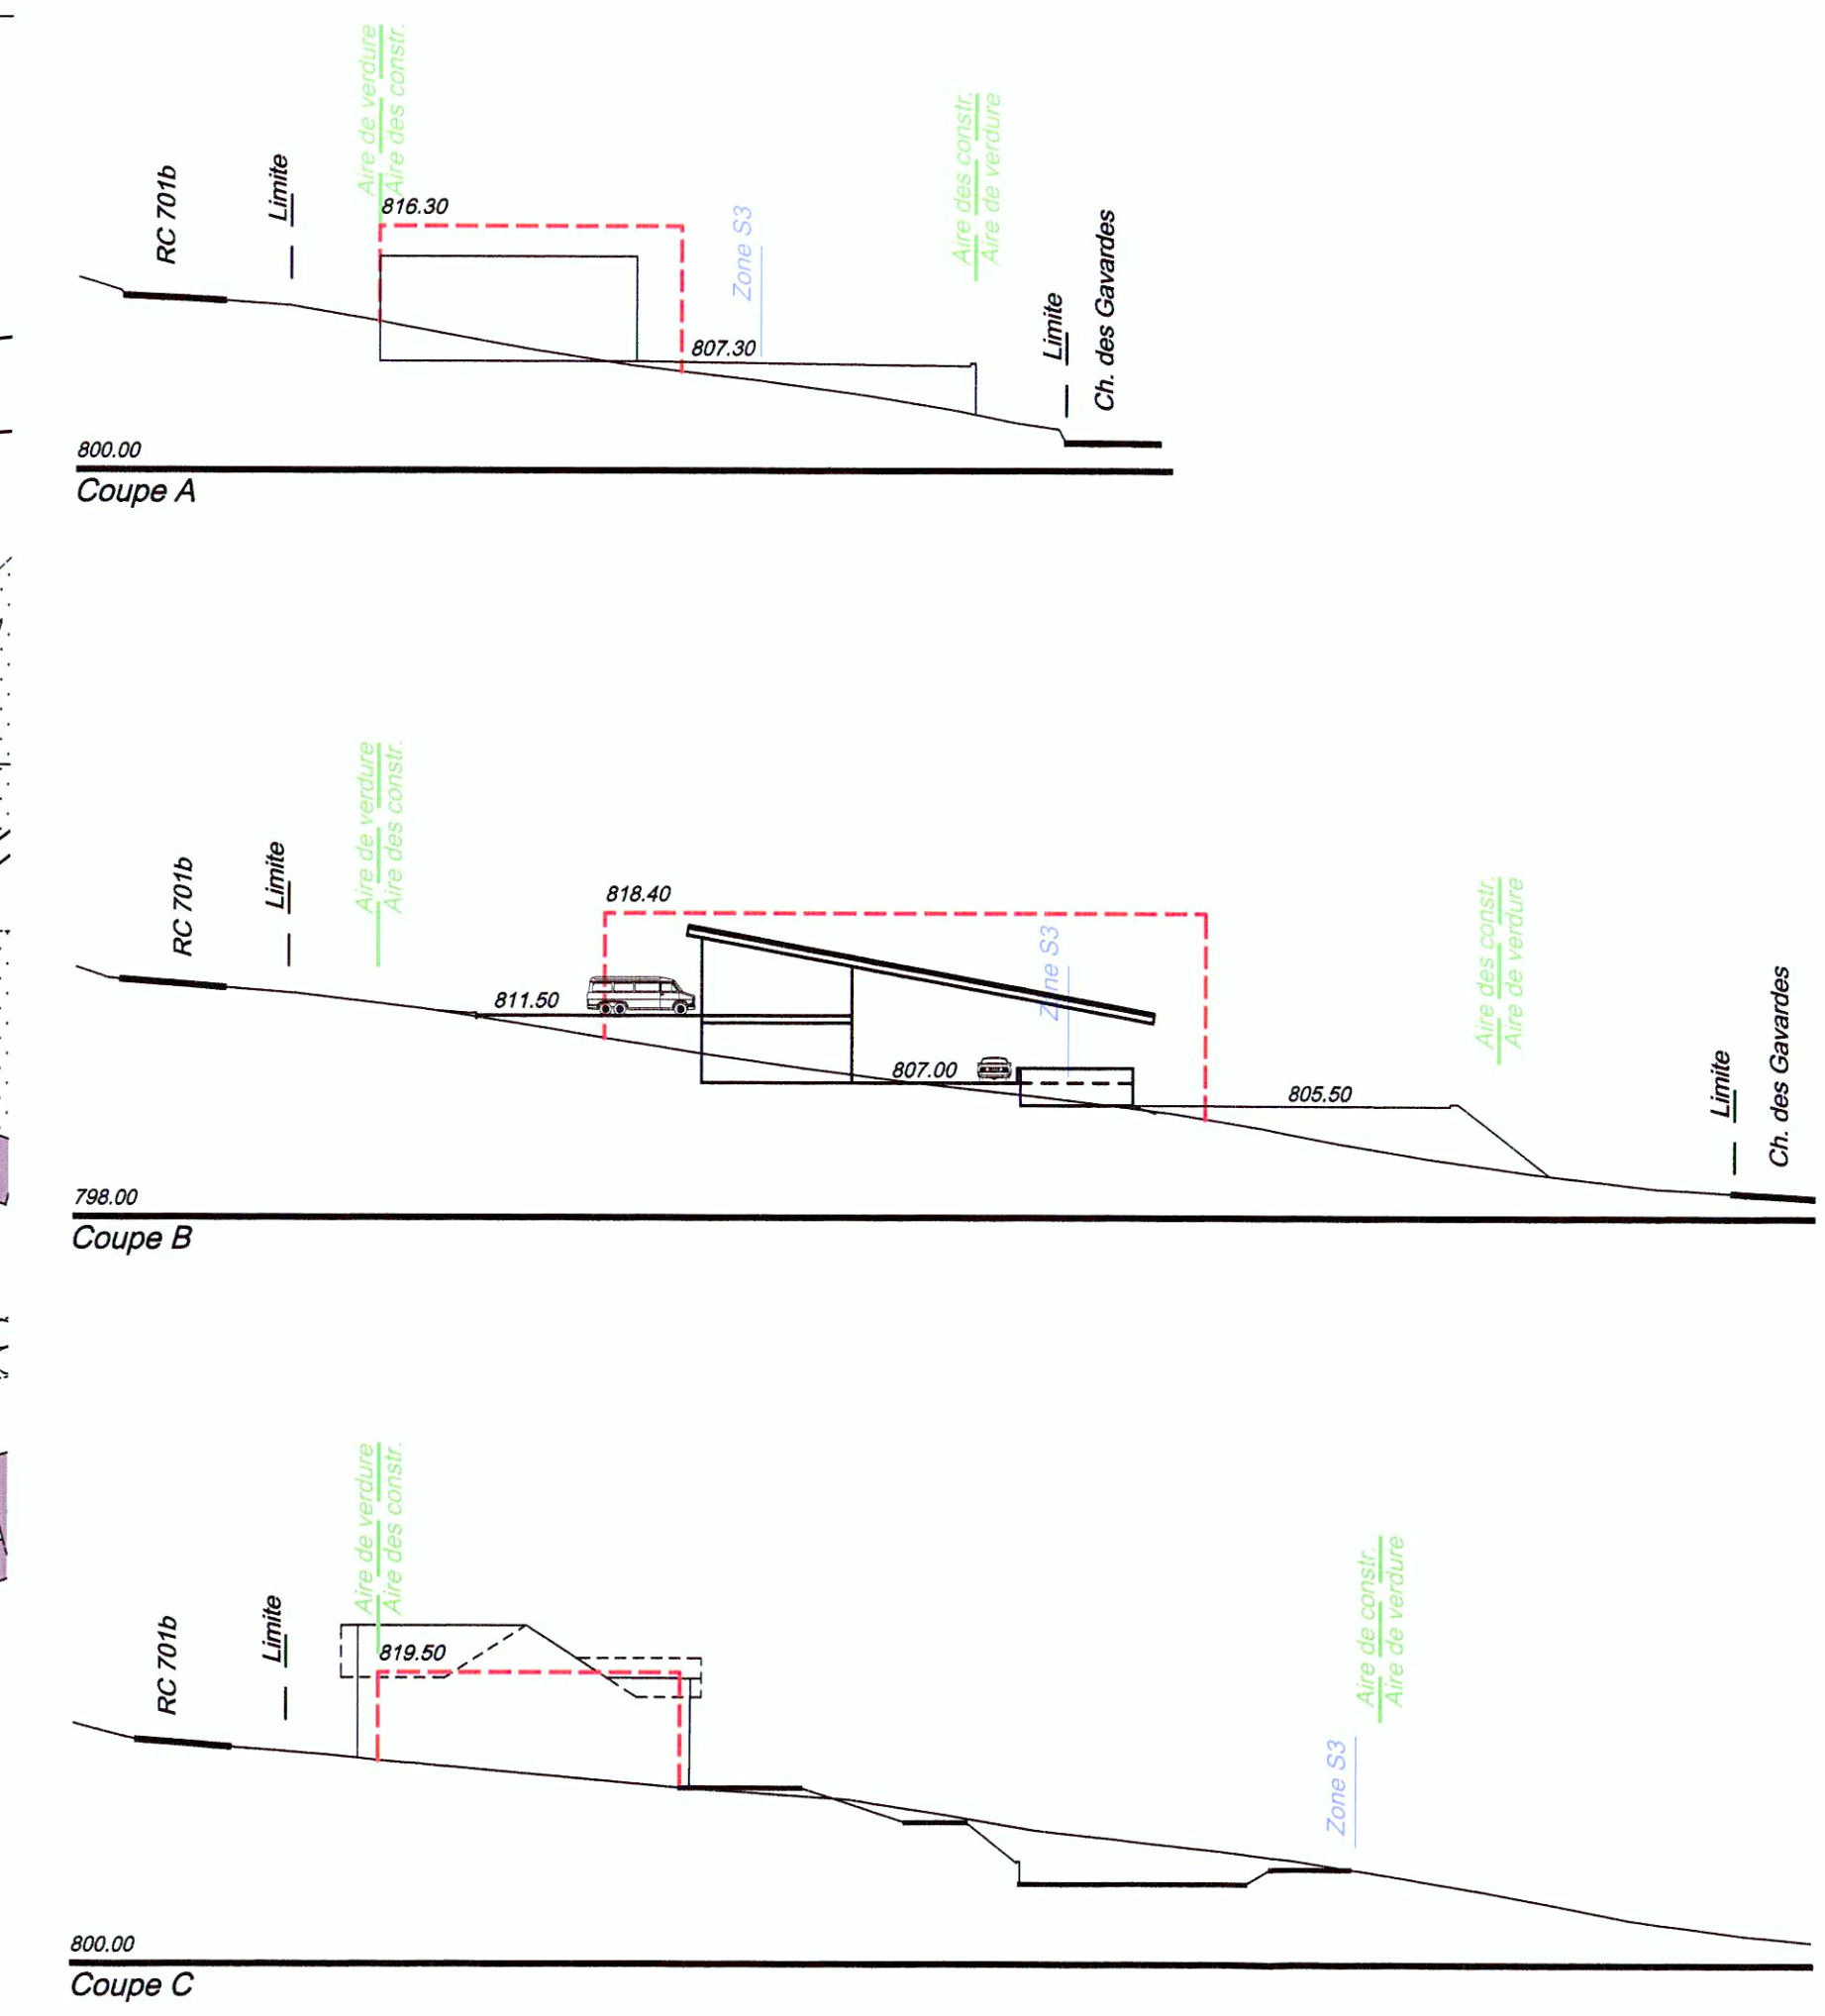 RC 701b
Limite
Aire de verdure
Aire des constr.
816.30
Zone S3
807.30
Aire des constr.
Aire de verdure
Limite
Ch. des Gavardes
800.00
Coupe A
RC 701b
Limite
Aire de verdure
Aire des constr.
818.40
811.50
Zone S3
807.00
805.50
Aire des constr.
Aire de verdure
Limite
Ch. des Gavardes
798.00
Coupe B
RC 701b
Limite
Aire de verdure
Aire des constr.
819.50
Zone S3
Aire de constr.
Aire de verdure
800.00
Coupe C